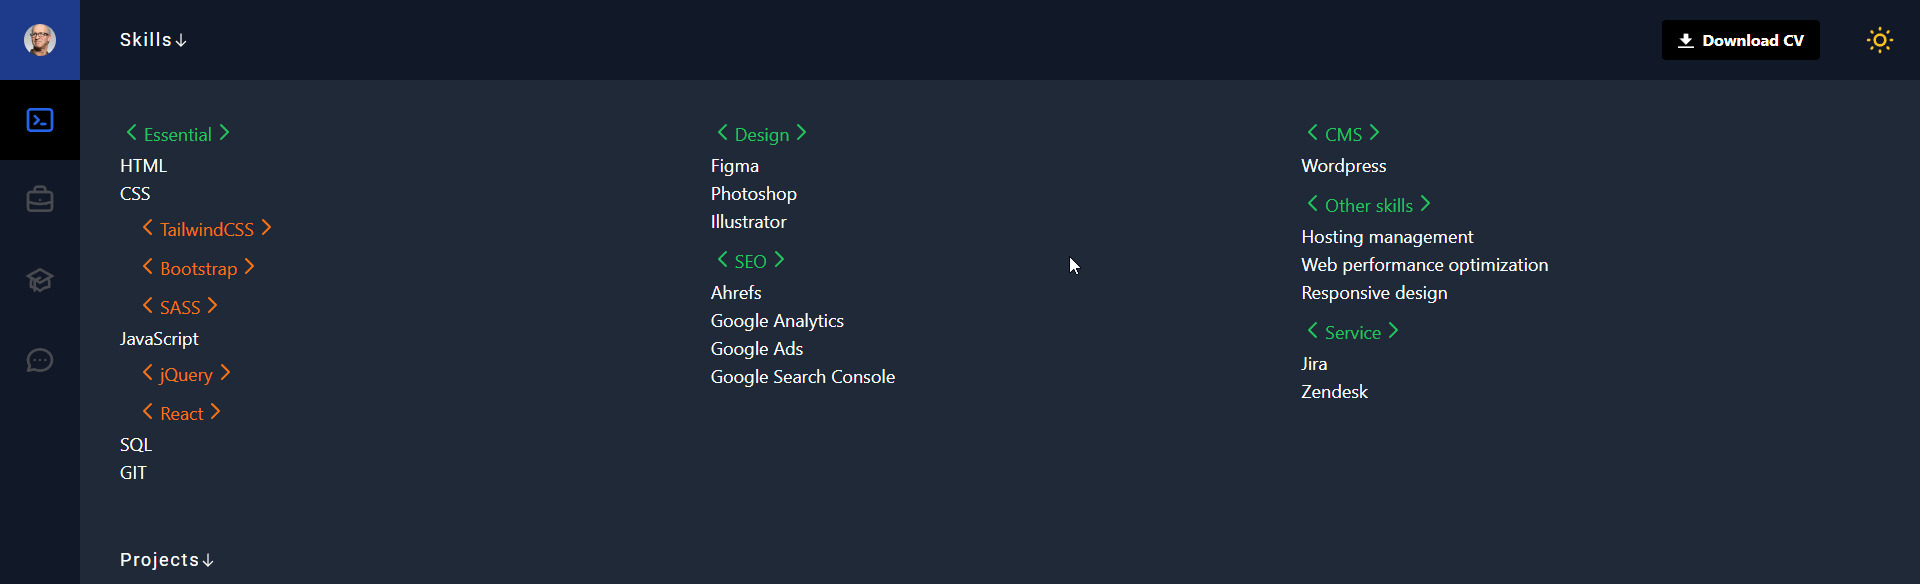 Skills↓
Download CV
< Essential >
HTML
CSS
< TailwindCSS >
< Bootstrap >
< SASS >
JavaScript
< jQuery >
< React >
SQL
GIT
< Design >
Figma
Photoshop
Illustrator
< SEO >
Ahrefs
Google Analytics
Google Ads
Google Search Console
< CMS >
Wordpress
< Other skills >
Hosting management
Web performance optimization
Responsive design
< Service >
Jira
Zendesk
Projects↓